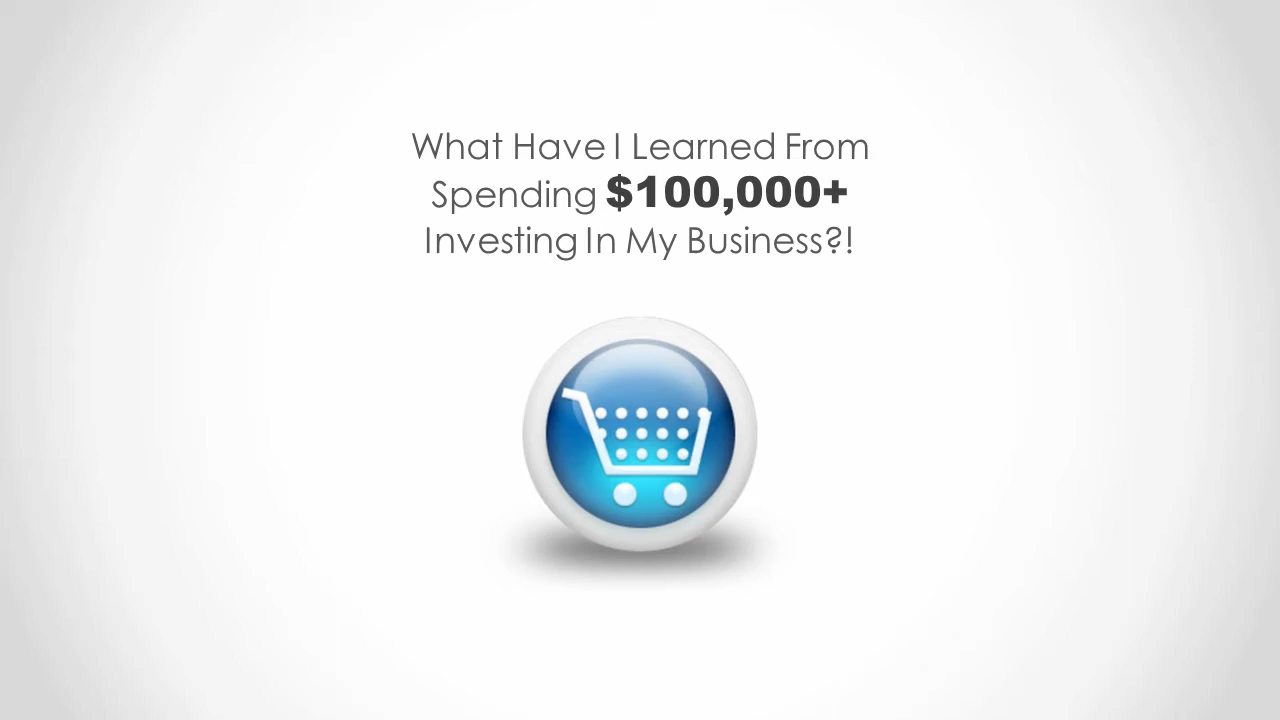 What Have I Learned From
Spending $100,000+
Investing In My Business?!